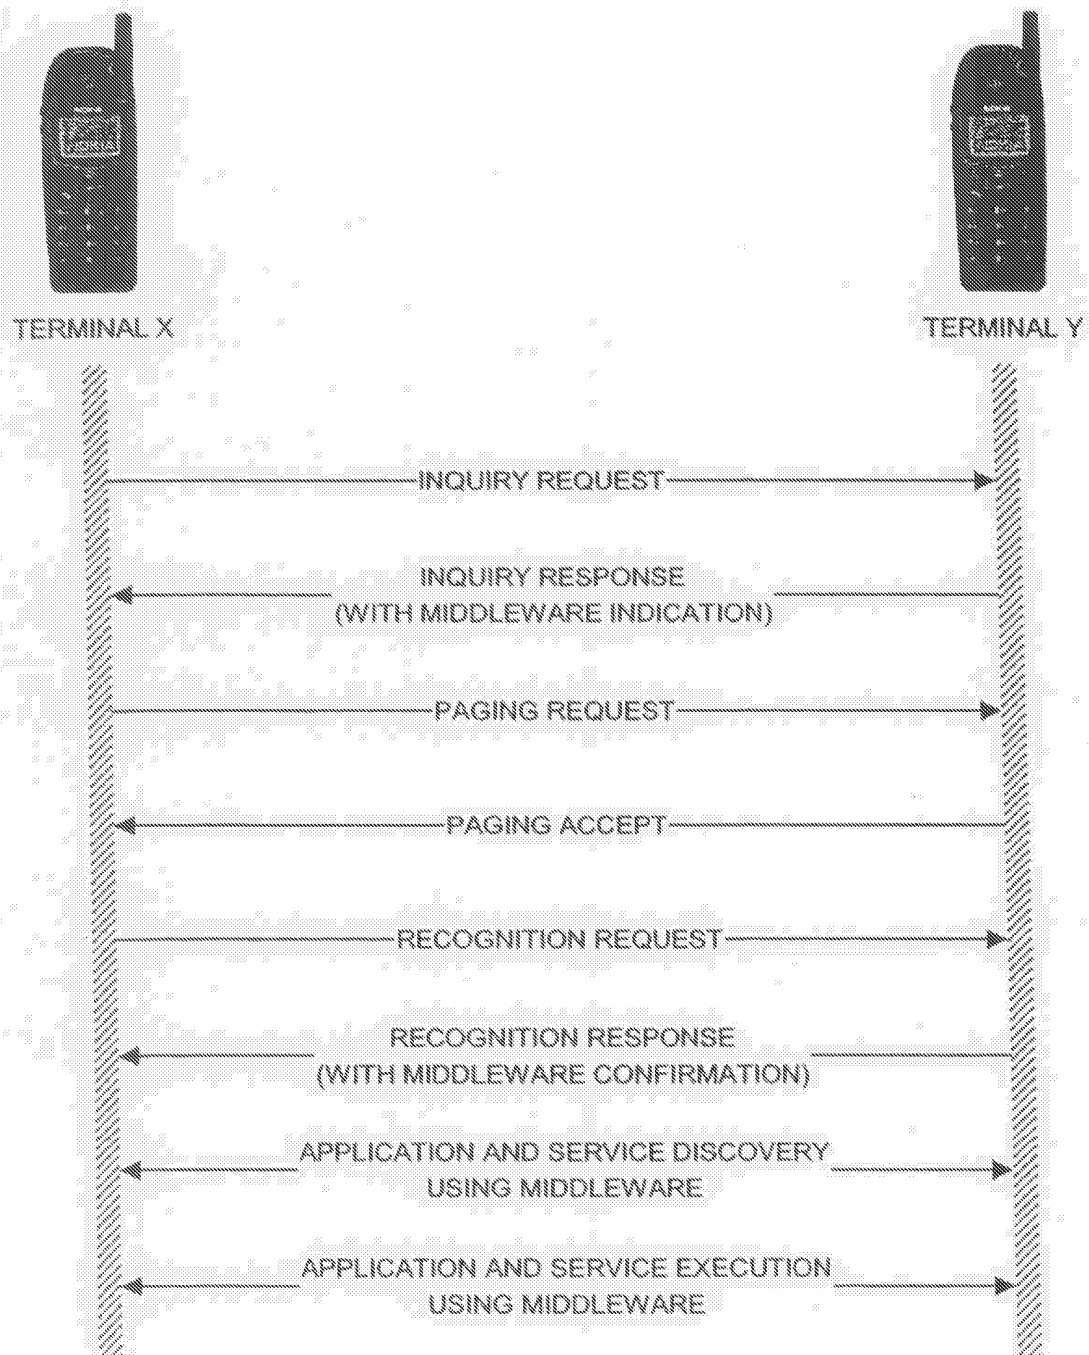 TERMINAL X
TERMINAL Y
INQUIRY REQUEST
INQUIRY RESPONSE
(WITH MIDDLEWARE INDICATION)
PAGING REQUEST
PAGING ACCEPT
RECOGNITION REQUEST
RECOGNITION RESPONSE
(WITH MIDDLEWARE CONFIRMATION)
APPLICATION AND SERVICE DISCOVERY
USING MIDDLEWARE
APPLICATION AND SERVICE EXECUTION
USING MIDDLEWARE